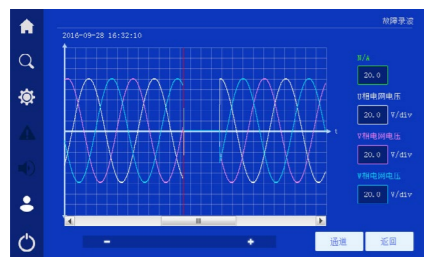 故障录波
2016-09-28 16:32:10
N/A
20.0
U相电网电压
20.0 V/div
V相电网电压
20.0 V/div
W相电网电压
20.0 V/div
t
- +
通道 返回